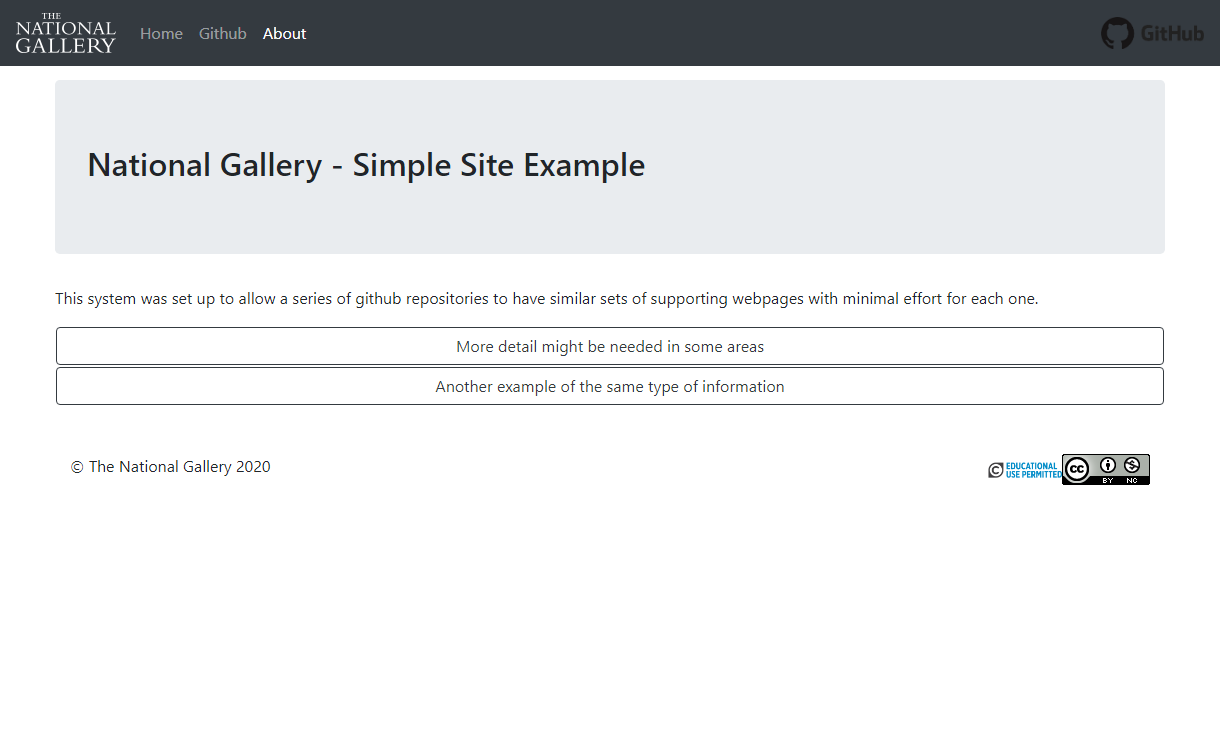 THE
NATIONAL
GALLERY
Home Github About
GitHub
National Gallery - Simple Site Example
This system was set up to allow a series of github repositories to have similar sets of supporting webpages with minimal effort for each one.
More detail might be needed in some areas
Another example of the same type of information
© The National Gallery 2020
© EDUCATIONAL
USE PERMITTED
cc
BY NC